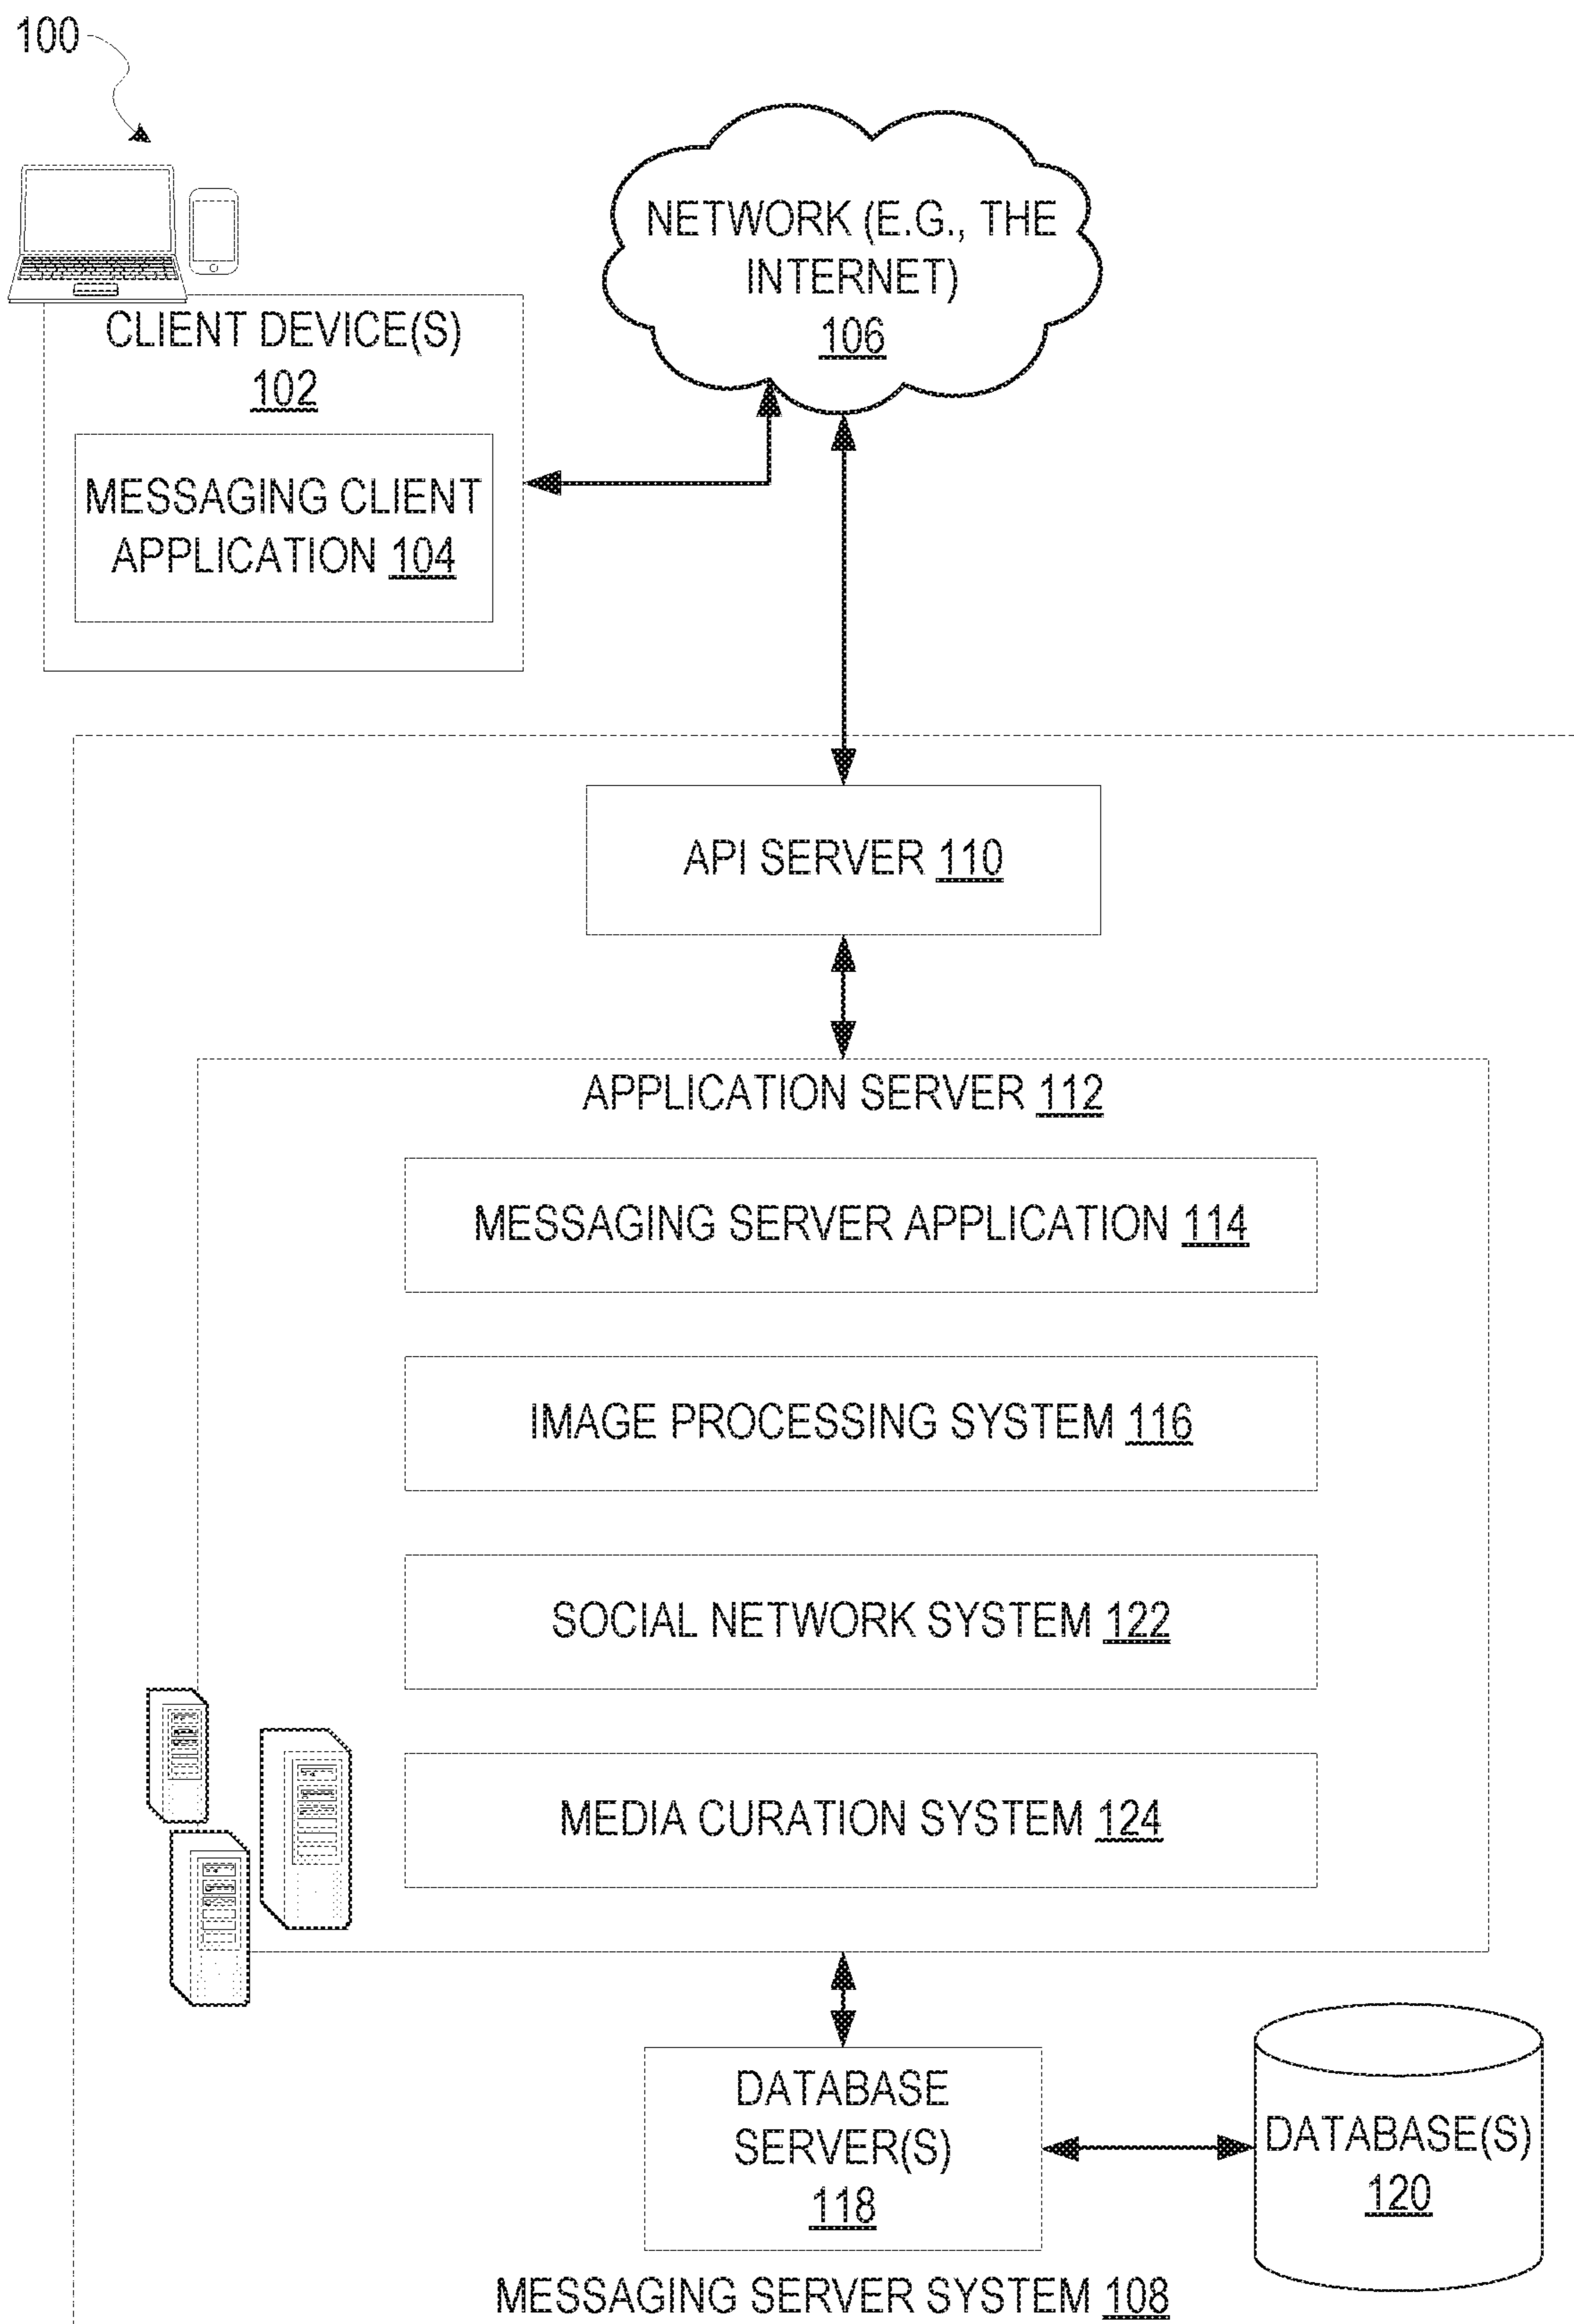 100
NETWORK (E.G., THE
INTERNET)
106
CLIENT DEVICE(S)
102
MESSAGING CLIENT
APPLICATION 104
API SERVER 110
APPLICATION SERVER 112
MESSAGING SERVER APPLICATION 114
IMAGE PROCESSING SYSTEM 116
SOCIAL NETWORK SYSTEM 122
MEDIA CURATION SYSTEM 124
DATABASE
SERVER(S)
118
DATABASE(S)
120
MESSAGING SERVER SYSTEM 108